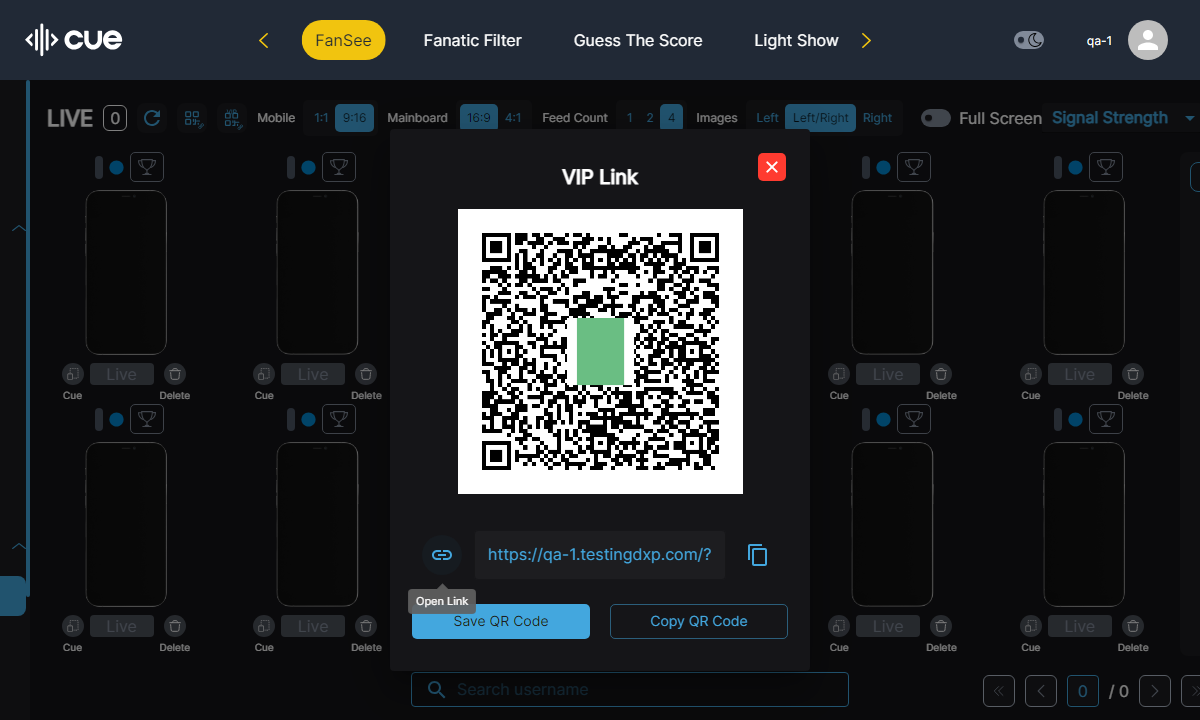 cue
FanSee
Fanatic Filter
Guess The Score
Light Show
qa-1
LIVE 0
Mobile 1:1 9:16
Mainboard 16:9 4:1
Feed Count 1 2 4
Images Left Left/Right Right
Full Screen
Signal Strength
VIP Link
Live Live Live Live
Cue Delete Cue Delete Cue Delete Cue Delete
https://qa-1.testingdxp.com/?
Open Link
Save QR Code
Copy QR Code
Live Live Live Live
Cue Delete Cue Delete Cue Delete Cue Delete
Search username
0 / 0